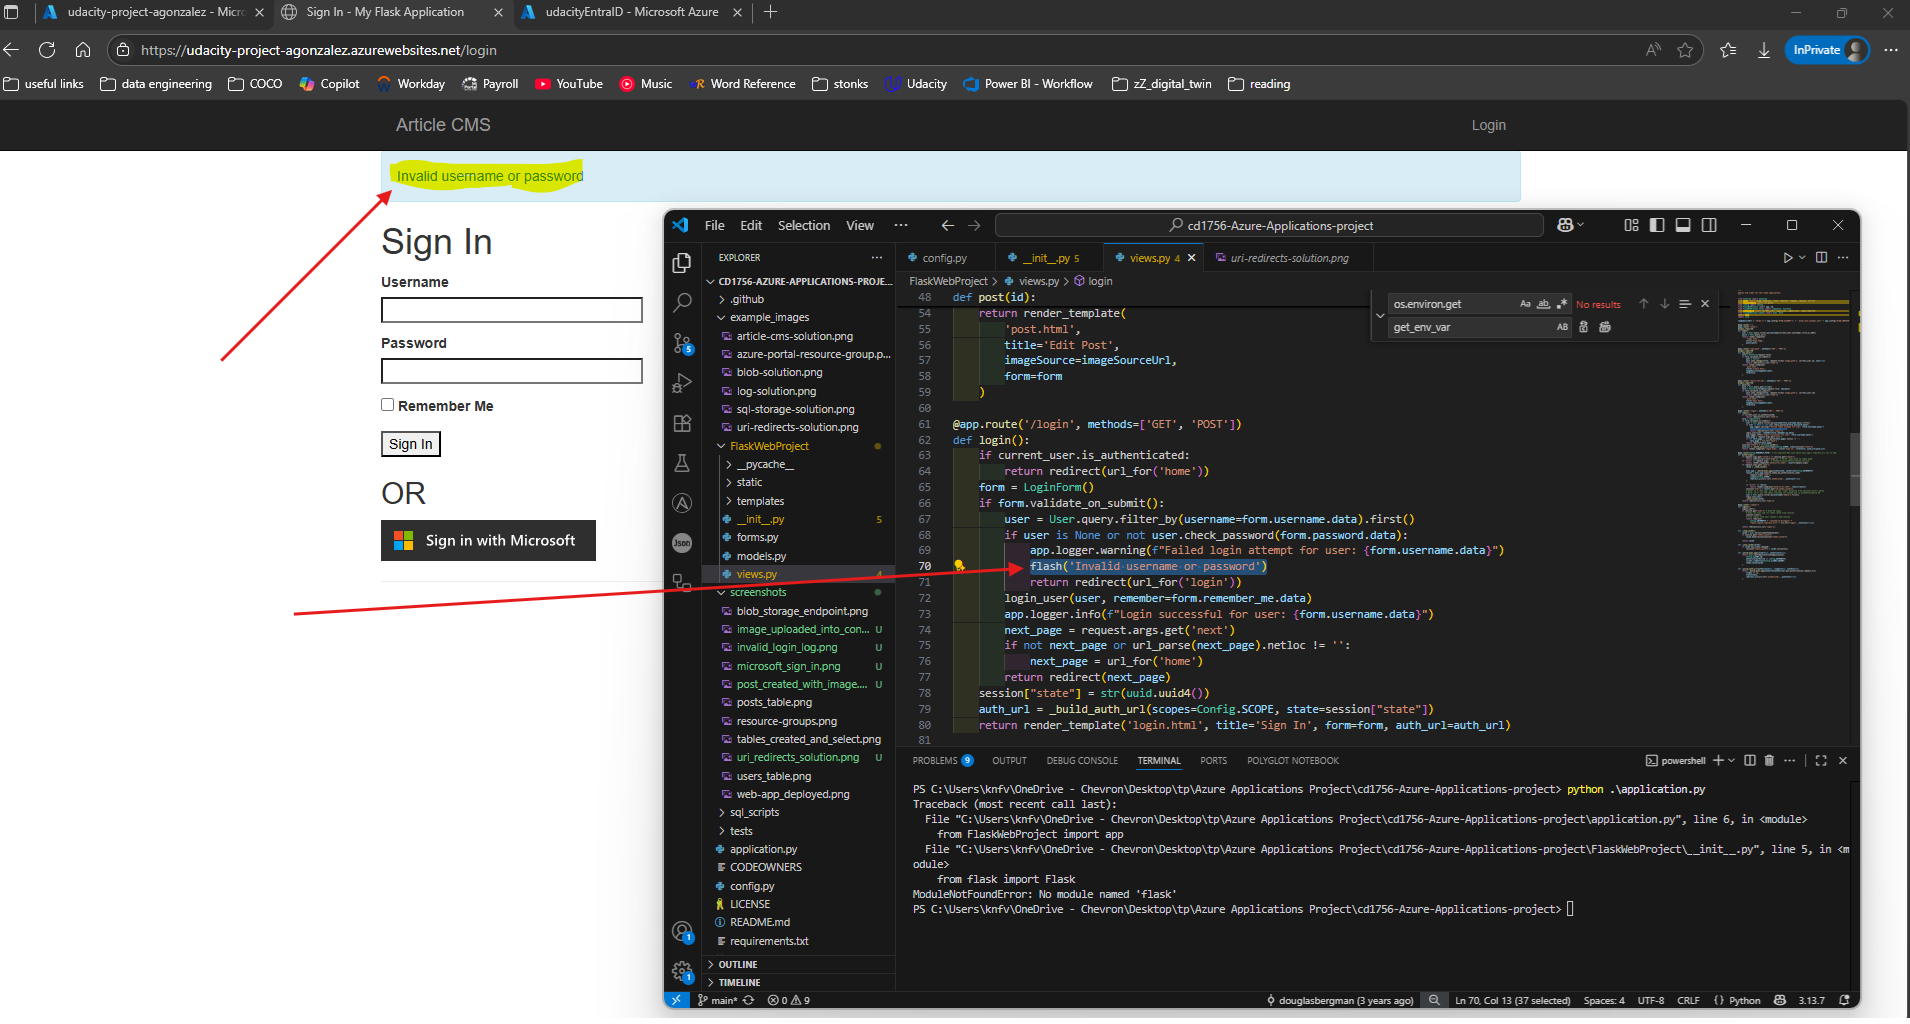 udacity-project-agonzalez - Micro
Sign In - My Flask Application
udacityEntraID - Microsoft Azure
https://udacity-project-agonzalez.azurewebsites.net/login
InPrivate
useful links
data engineering
COCO
Copilot
Workday
Payroll
YouTube
Music
Word Reference
stonks
Udacity
Power BI - Workflow
zZ_digital_twin
reading
Article CMS
Login
Invalid username or password
Sign In
Username
Password
Remember Me
Sign In
OR
Sign in with Microsoft
File Edit Selection View ···
cd1756-Azure-Applications-project
EXPLORER
CD1756-AZURE-APPLICATIONS-PROJE...
.github
example_images
article-cms-solution.png
azure-portal-resource-group.p...
blob-solution.png
log-solution.png
sql-storage-solution.png
uri-redirects-solution.png
FlaskWebProject
__pycache__
static
templates
__init__.py 5
forms.py
models.py
views.py 4
screenshots
blob_storage_endpoint.png
image_uploaded_into_con... U
invalid_login_log.png U
microsoft_sign_in.png U
post_created_with_image.... U
posts_table.png
resource-groups.png
tables_created_and_select.png
uri_redirects_solution.png U
users_table.png
web-app_deployed.png
sql_scripts
tests
application.py
CODEOWNERS
config.py
LICENSE
README.md
requirements.txt
OUTLINE
TIMELINE
config.py
__init__.py 5
views.py 4
uri-redirects-solution.png
FlaskWebProject > views.py > login
os.environ.get
Aa
ab
No results
get_env_var
AB
48 def post(id):
54 return render_template(
55 'post.html',
56 title='Edit Post',
57 imageSource=imageSourceUrl,
58 form=form
59 )
60
61 @app.route('/login', methods=['GET', 'POST'])
62 def login():
63 if current_user.is_authenticated:
64 return redirect(url_for('home'))
65 form = LoginForm()
66 if form.validate_on_submit():
67 user = User.query.filter_by(username=form.username.data).first()
68 if user is None or not user.check_password(form.password.data):
69 app.logger.warning(f"Failed login attempt for user: {form.username.data}")
70 flash('Invalid username or password')
71 return redirect(url_for('login'))
72 login_user(user, remember=form.remember_me.data)
73 app.logger.info(f"Login successful for user: {form.username.data}")
74 next_page = request.args.get('next')
75 if not next_page or url_parse(next_page).netloc != '':
76 next_page = url_for('home')
77 return redirect(next_page)
78 session["state"] = str(uuid.uuid4())
79 auth_url = _build_auth_url(scopes=Config.SCOPE, state=session["state"])
80 return render_template('login.html', title='Sign In', form=form, auth_url=auth_url)
81
PROBLEMS 9 OUTPUT DEBUG CONSOLE TERMINAL PORTS POLYGLOT NOTEBOOK
powershell
PS C:\Users\knfv\OneDrive - Chevron\Desktop\tp\Azure Applications Project\cd1756-Azure-Applications-project> python .\application.py
Traceback (most recent call last):
File "C:\Users\knfv\OneDrive - Chevron\Desktop\tp\Azure Applications Project\cd1756-Azure-Applications-project\application.py", line 6, in <module>
from FlaskWebProject import app
File "C:\Users\knfv\OneDrive - Chevron\Desktop\tp\Azure Applications Project\cd1756-Azure-Applications-project\FlaskWebProject\__init__.py", line 5, in <m
odule>
from flask import Flask
ModuleNotFoundError: No module named 'flask'
PS C:\Users\knfv\OneDrive - Chevron\Desktop\tp\Azure Applications Project\cd1756-Azure-Applications-project>
main* 0 9
douglasbergman (3 years ago)
Ln 70, Col 13 (37 selected)
Spaces: 4
UTF-8
CRLF
{} Python
3.13.7